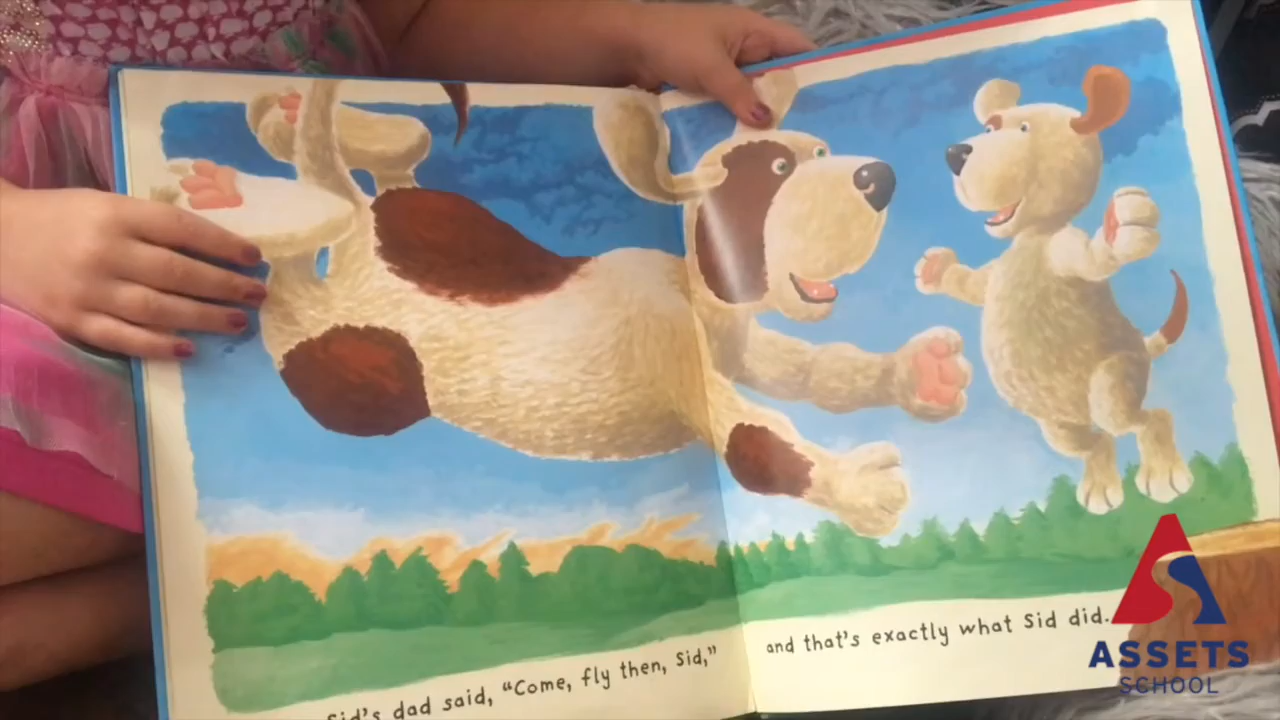 Sid's dad said, "Come, fly then, Sid,"
and that's exactly what Sid did.
ASSETS
SCHOOL